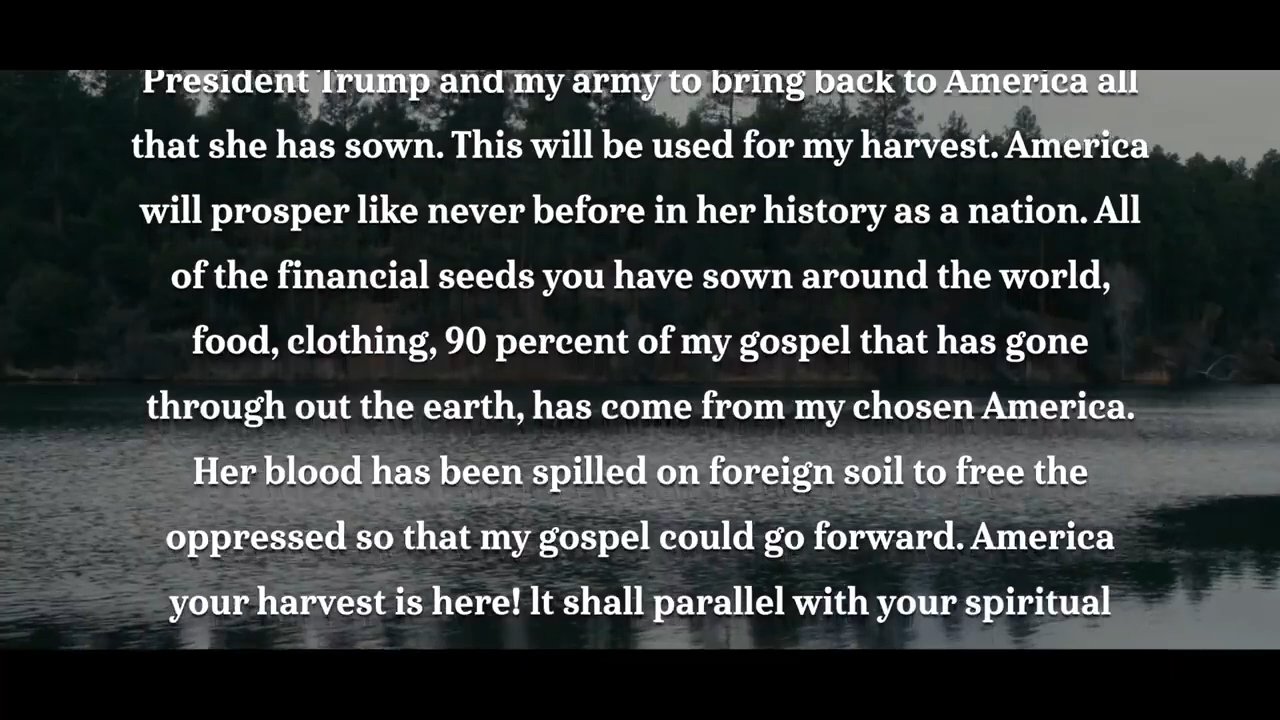 President Trump and my army to bring back to America all
that she has sown. This will be used for my harvest. America
will prosper like never before in her history as a nation. All
of the financial seeds you have sown around the world,
food, clothing, 90 percent of my gospel that has gone
through out the earth, has come from my chosen America.
Her blood has been spilled on foreign soil to free the
oppressed so that my gospel could go forward. America
your harvest is here! lt shall parallel with your spiritual